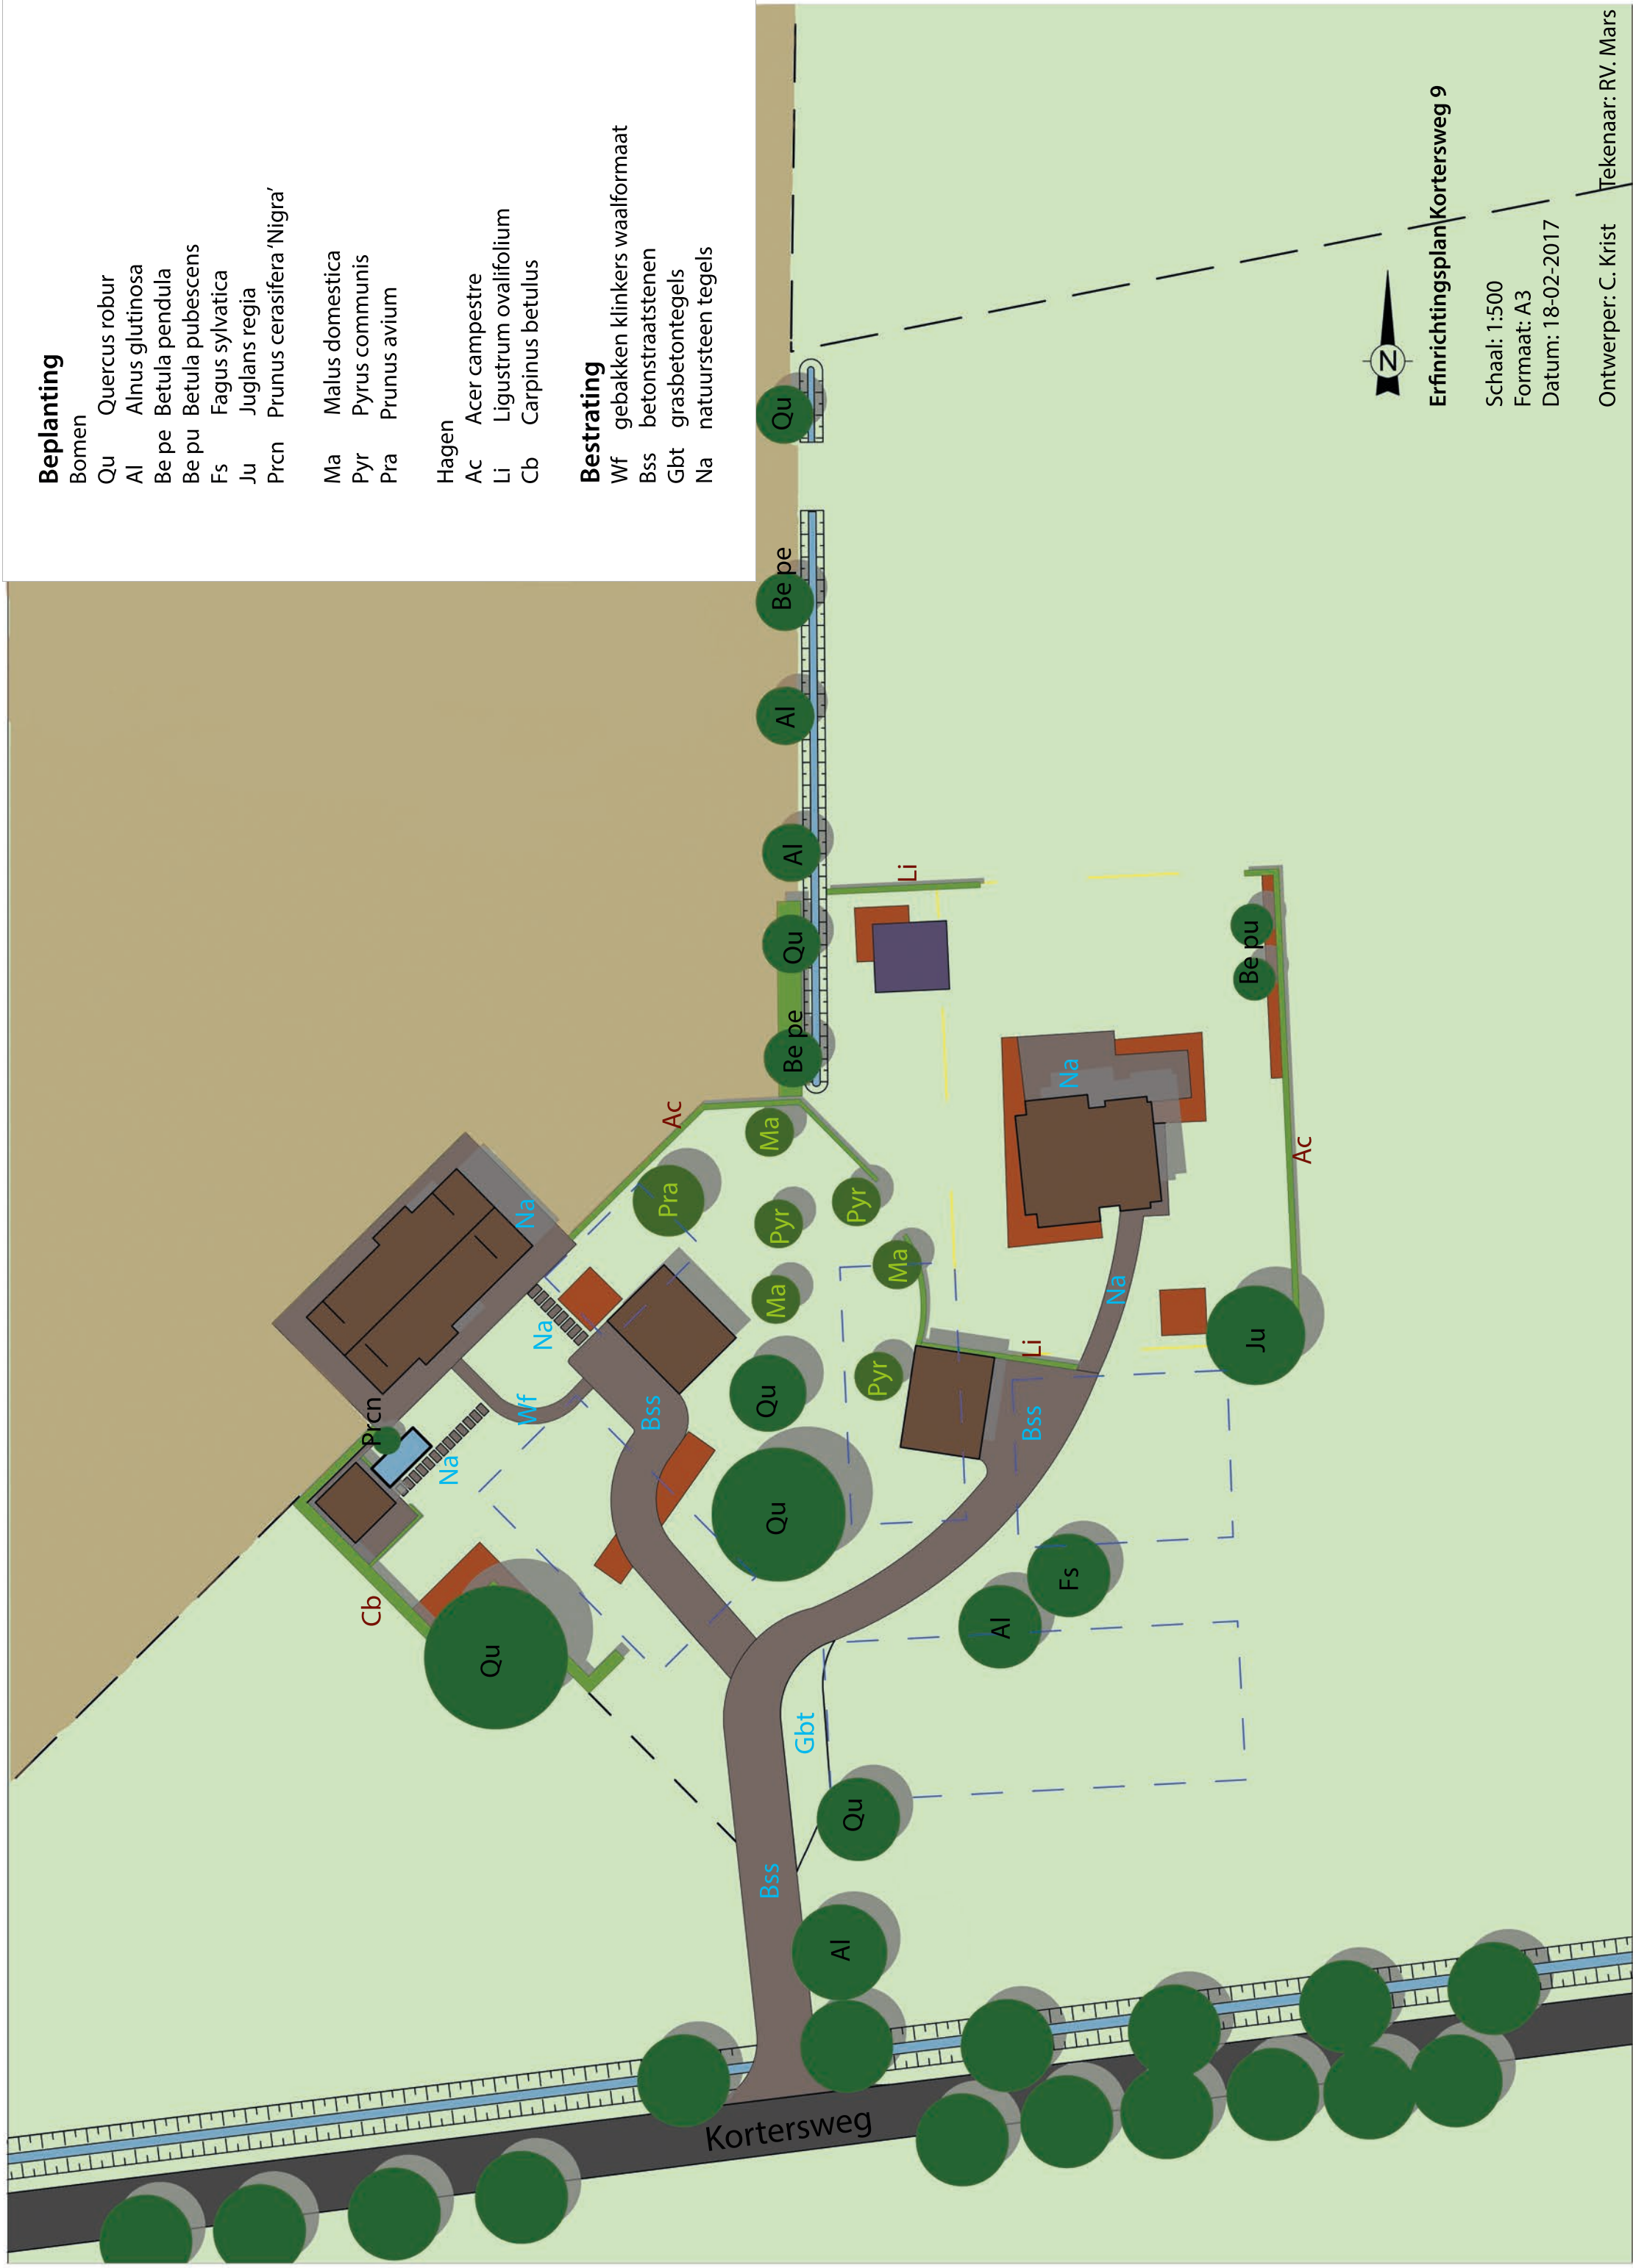 Beplanting
Bomen
Qu Quercus robur
Al Alnus glutinosa
Be pe Betula pendula
Be pu Betula pubescens
Fs Fagus sylvatica
Ju Juglans regia
Prcn Prunus cerasifera ‘Nigra’
Ma Malus domestica
Pyr Pyrus communis
Pra Prunus avium
Hagen
Ac Acer campestre
Li Ligustrum ovalifolium
Cb Carpinus betulus
Bestrating
Wf gebakken klinkers waalformaat
Bss betonstraatstenen
Gbt grasbetontegels
Na natuursteen tegels
Qu
Be pe
Al
Al
Qu
Be pe
Li
Be pu
Ac
Na
Ac
Ma
Pra
Pyr
Pyr
Ma
Ma
Na
Na
Na
Li
Ju
Prcn
Wf
Bss
Qu
Pyr
Bss
Na
Qu
Cb
Qu
Al
Fs
Gbt
Qu
Bss
Al
Kortersweg
N
Erfinrichtingsplan Kortersweg 9
Schaal: 1:500
Formaat: A3
Datum: 18-02-2017
Ontwerper: C. Krist Tekenaar: RV. Mars